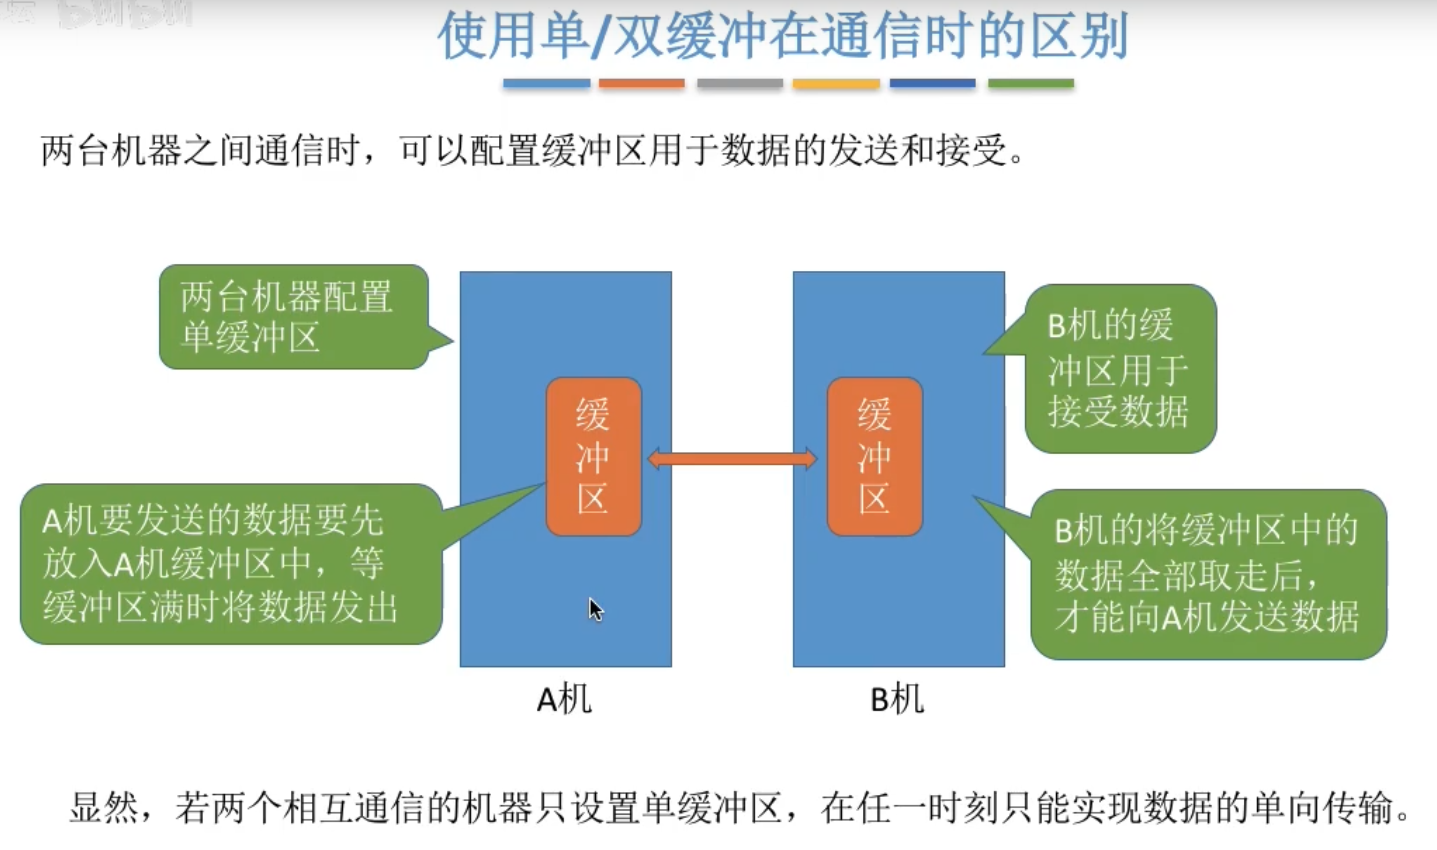 使用单/双缓冲在通信时的区别
两台机器之间通信时，可以配置缓冲区用于数据的发送和接受。
两台机器配置
单缓冲区
B机的缓
冲区用于
接受数据
缓
冲
区
缓
冲
区
A机要发送的数据要先
放入A机缓冲区中，等
缓冲区满时将数据发出
B机的将缓冲区中的
数据全部取走后，
才能向A机发送数据
A机
B机
显然，若两个相互通信的机器只设置单缓冲区，在任一时刻只能实现数据的单向传输。